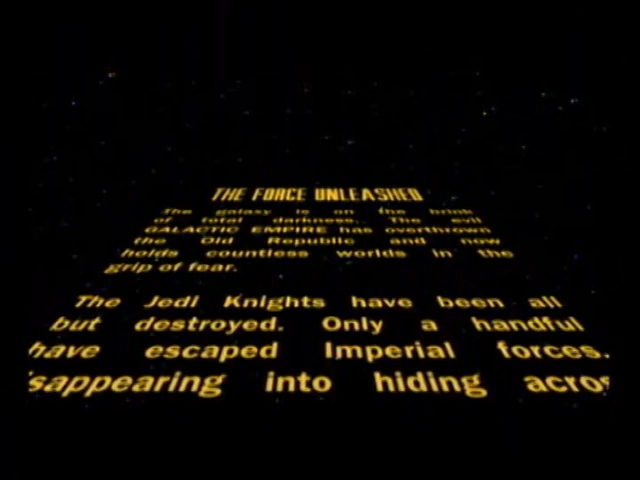 THE FORCE UNLEASHED
The galaxy is on the brink
of total darkness. The evil
GALACTIC EMPIRE has overthrown
the Old Republic and now
holds countless worlds in the
grip of fear.
The Jedi Knights have been all
but destroyed. Only a handful
have escaped Imperial forces.
sappearing into hiding acros